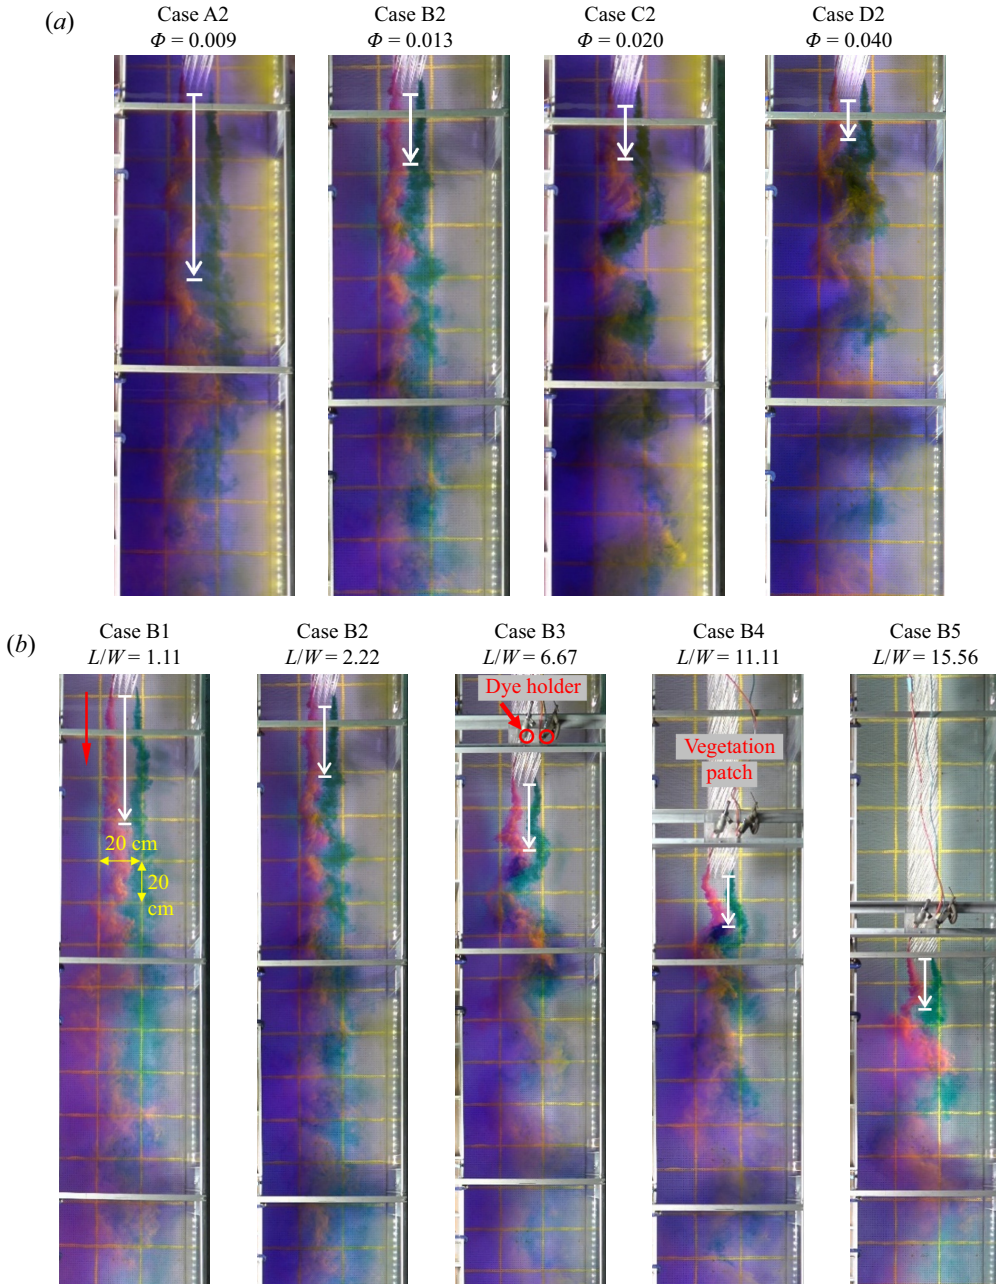 (a)
Case A2
Φ = 0.009
Case B2
Φ = 0.013
Case C2
Φ = 0.020
Case D2
Φ = 0.040
(b)
Case B1
L/W = 1.11
Case B2
L/W = 2.22
Case B3
L/W = 6.67
Case B4
L/W = 11.11
Case B5
L/W = 15.56
Dye holder
Vegetation
patch
20 cm
20
cm